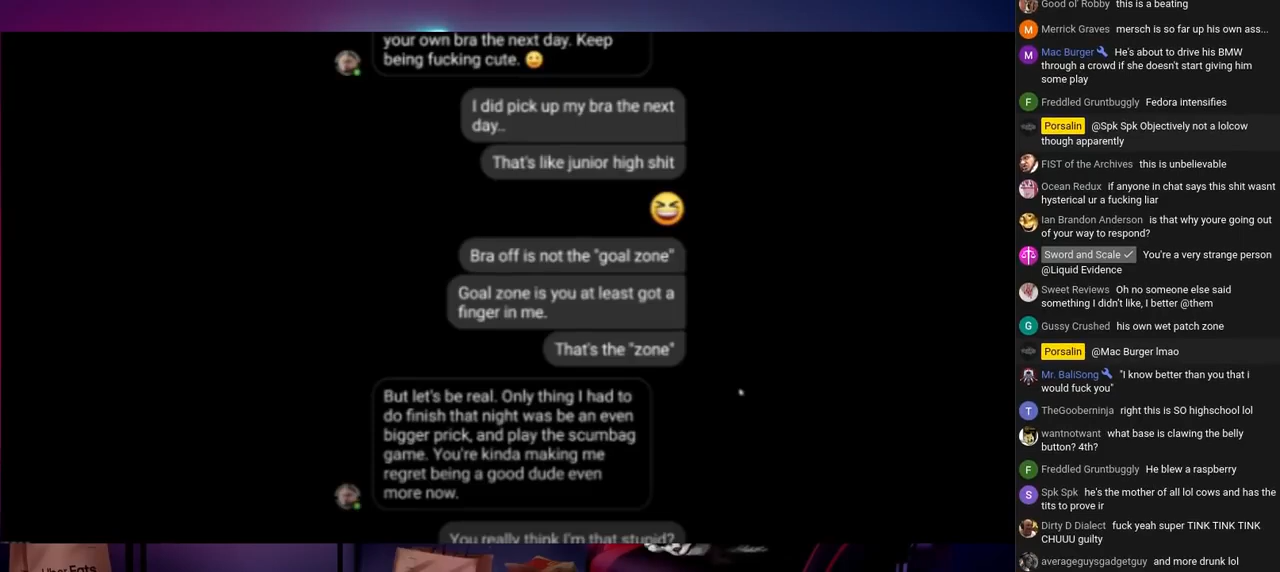 your own bra the next day. Keep
being fucking cute. 😊
I did pick up my bra the next
day..
That's like junior high shit
😆
Bra off is not the "goal zone"
Goal zone is you at least got a
finger in me.
That's the "zone"
But let's be real. Only thing I had to
do finish that night was be an even
bigger prick, and play the scumbag
game. You're kinda making me
regret being a good dude even
more now.
You really think I'm that stupid?
Uber Eats
Good ol' Robby this is a beating
M Merrick Graves mersch is so far up his own ass...
M Mac Burger 🔧 He's about to drive his BMW
through a crowd if she doesn't start giving him
some play
F Freddled Gruntbuggly Fedora intensifies
Porsalin @Spk Spk Objectively not a lolcow
though apparently
FIST of the Archives this is unbelievable
Ocean Redux if anyone in chat says this shit wasnt
hysterical ur a fucking liar
Ian Brandon Anderson is that why youre going out
of your way to respond?
Sword and Scale ✓ You're a very strange person
@Liquid Evidence
Sweet Reviews Oh no someone else said
something I didn't like, I better @them
G Gussy Crushed his own wet patch zone
Porsalin @Mac Burger lmao
Mr. BaliSong 🔧 "I know better than you that i
would fuck you"
T TheGooberninja right this is SO highschool lol
wantnotwant what base is clawing the belly
button? 4th?
F Freddled Gruntbuggly He blew a raspberry
S Spk Spk he's the mother of all lol cows and has the
tits to prove ir
Dirty D Dialect fuck yeah super TINK TINK TINK
CHUUU guilty
averageguysgadgetguy and more drunk lol